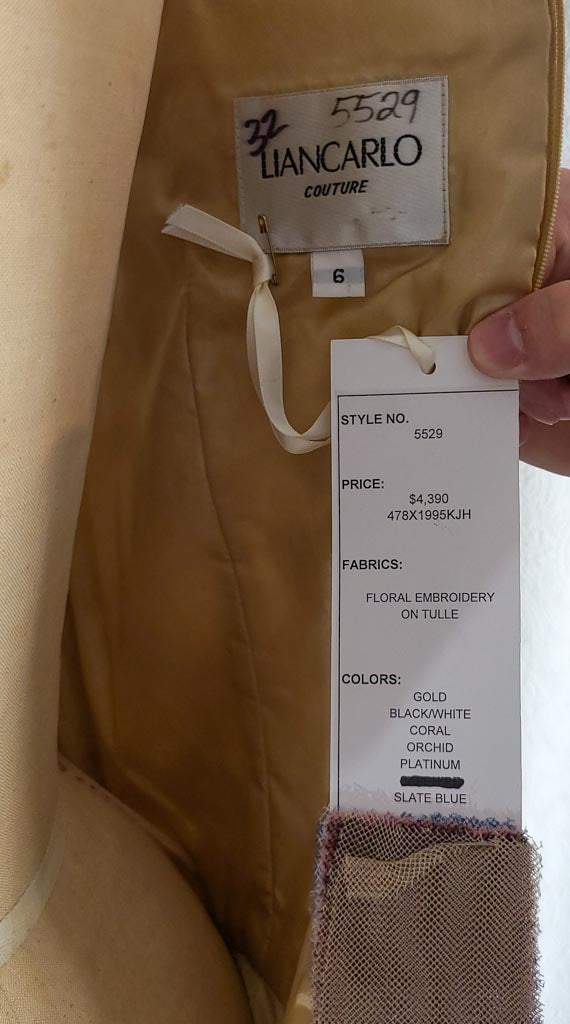 32 5529
LIANCARLO
COUTURE
6
STYLE NO.
5529
PRICE:
$4,390
478X1995KJH
FABRICS:
FLORAL EMBROIDERY
ON TULLE
COLORS:
GOLD
BLACK/WHITE
CORAL
ORCHID
PLATINUM
SLATE BLUE